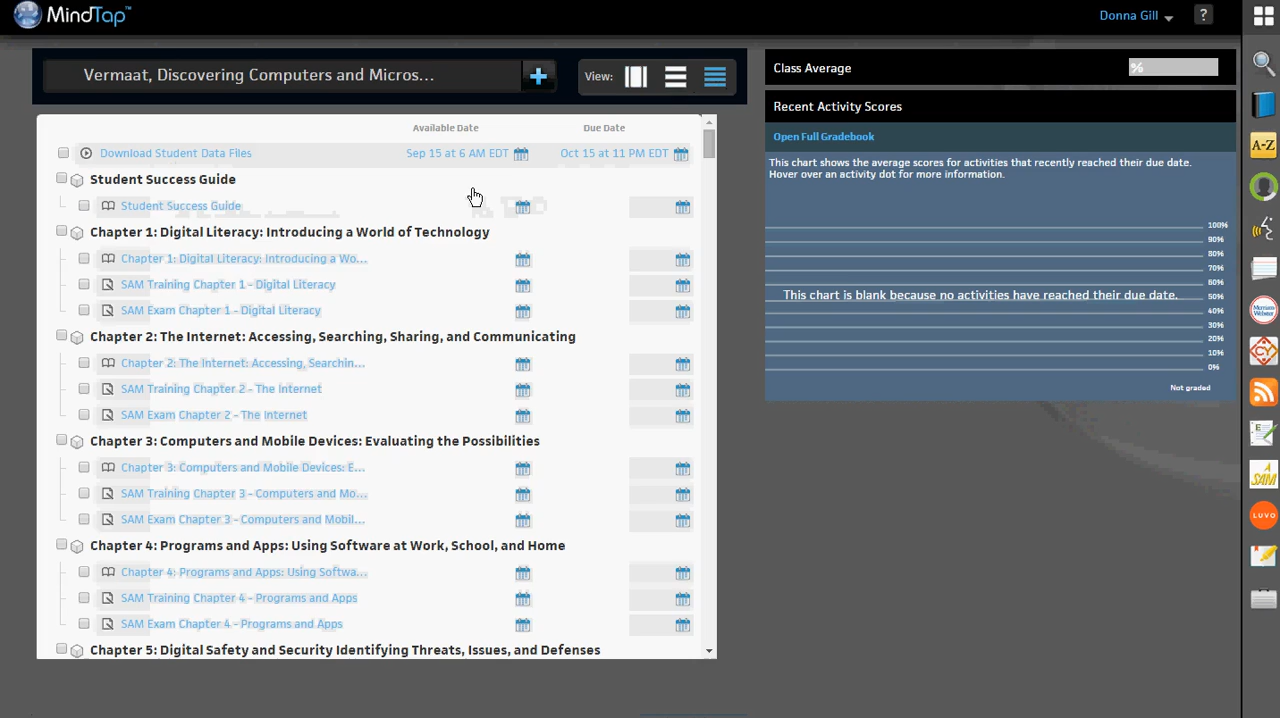 MindTap™
Donna Gill
?
Vermaat, Discovering Computers and Micros...
View:
Available Date
Due Date
Download Student Data Files
Sep 15 at 6 AM EDT
Oct 15 at 11 PM EDT
Student Success Guide
Student Success Guide
Chapter 1: Digital Literacy: Introducing a World of Technology
Chapter 1: Digital Literacy: Introducing a Wo...
SAM Training Chapter 1 - Digital Literacy
SAM Exam Chapter 1 - Digital Literacy
Chapter 2: The Internet: Accessing, Searching, Sharing, and Communicating
Chapter 2: The Internet: Accessing, Searchin...
SAM Training Chapter 2 - The Internet
SAM Exam Chapter 2 - The Internet
Chapter 3: Computers and Mobile Devices: Evaluating the Possibilities
Chapter 3: Computers and Mobile Devices: E...
SAM Training Chapter 3 - Computers and Mo...
SAM Exam Chapter 3 - Computers and Mobil...
Chapter 4: Programs and Apps: Using Software at Work, School, and Home
Chapter 4: Programs and Apps: Using Softwa...
SAM Training Chapter 4 - Programs and Apps
SAM Exam Chapter 4 - Programs and Apps
Chapter 5: Digital Safety and Security Identifying Threats, Issues, and Defenses
Class Average
%
Recent Activity Scores
Open Full Gradebook
This chart shows the average scores for activities that recently reached their due date.
Hover over an activity dot for more information.
100%
90%
80%
70%
60%
This chart is blank because no activities have reached their due date.
50%
40%
30%
20%
10%
0%
Not graded
A-Z
Merriam
Webster
CY
E
SAM
LUVO